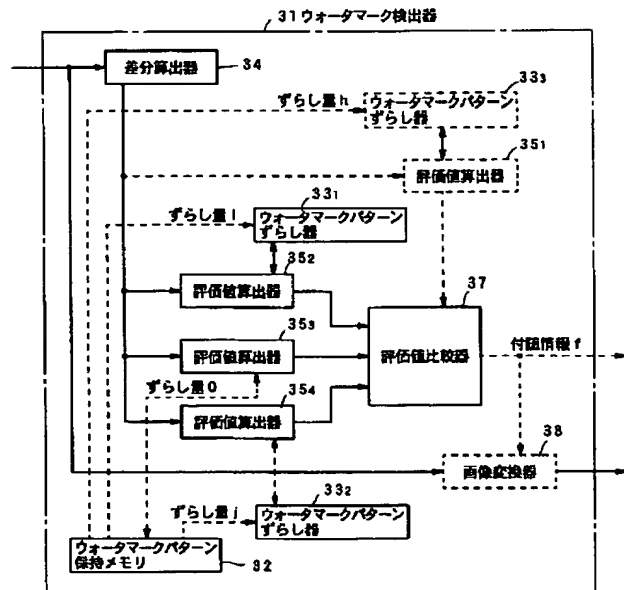 31ウォータマーク検出器
差分算出器
34
ずらし量h
33₃
ウォータマークパターン
ずらし器
35₁
評価値算出器
33₁
ずらし量i
ウォータマークパターン
ずらし器
35₂
評価値算出器
37
35₃
評価値算出器
評価値比較器
付随情報f
ずらし量0
35₄
評価値算出器
38
画像変換器
33₂
ずらし量j
ウォータマークパターン
ずらし器
ウォータマークパターン
保持メモリ
32